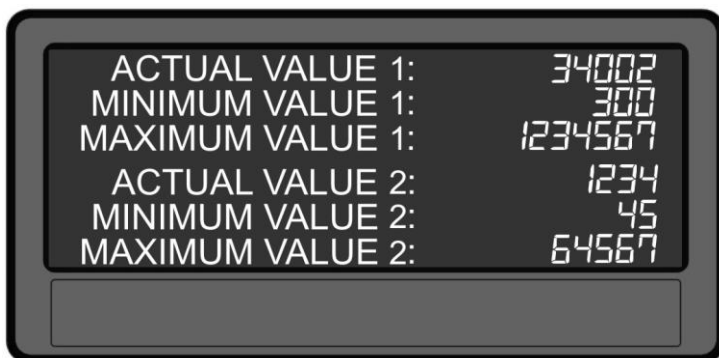 ACTUAL VALUE 1: 34002
MINIMUM VALUE 1: 300
MAXIMUM VALUE 1: 1234567
ACTUAL VALUE 2: 1234
MINIMUM VALUE 2: 45
MAXIMUM VALUE 2: 64567